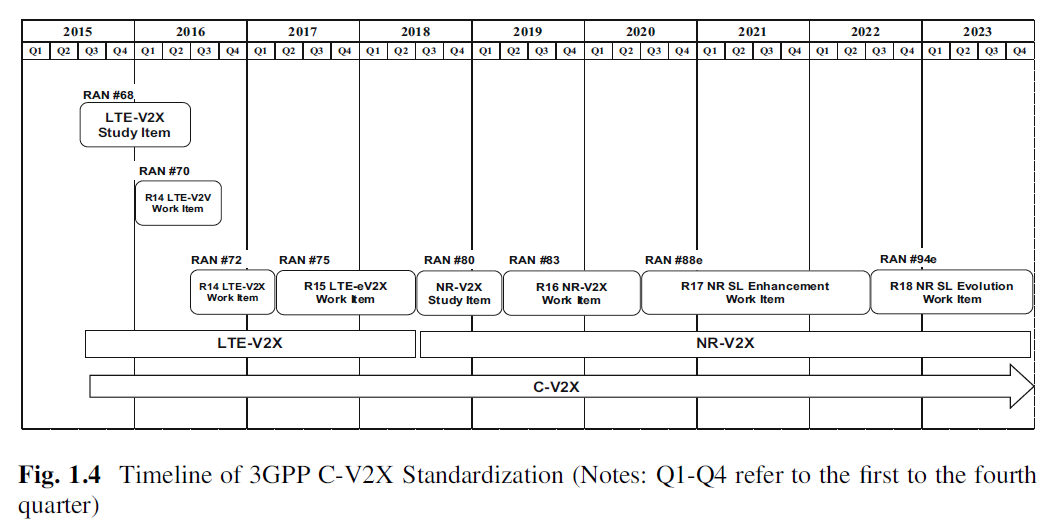 2015 2016 2017 2018 2019 2020 2021 2022 2023
Q1 Q2 Q3 Q4 Q1 Q2 Q3 Q4 Q1 Q2 Q3 Q4 Q1 Q2 Q3 Q4 Q1 Q2 Q3 Q4 Q1 Q2 Q3 Q4 Q1 Q2 Q3 Q4 Q1 Q2 Q3 Q4 Q1 Q2 Q3 Q4
RAN #68
LTE-V2X
Study Item
RAN #70
R14 LTE-V2V
Work Item
RAN #72
R14 LTE-V2X
Work Item
RAN #75
R15 LTE-eV2X
Work Item
RAN #80
NR-V2X
Study Item
RAN #83
R16 NR-V2X
Work Item
RAN #88e
R17 NR SL Enhancement
Work Item
RAN #94e
R18 NR SL Evolution
Work Item
LTE-V2X
NR-V2X
C-V2X
Fig. 1.4 Timeline of 3GPP C-V2X Standardization (Notes: Q1-Q4 refer to the first to the fourth
quarter)